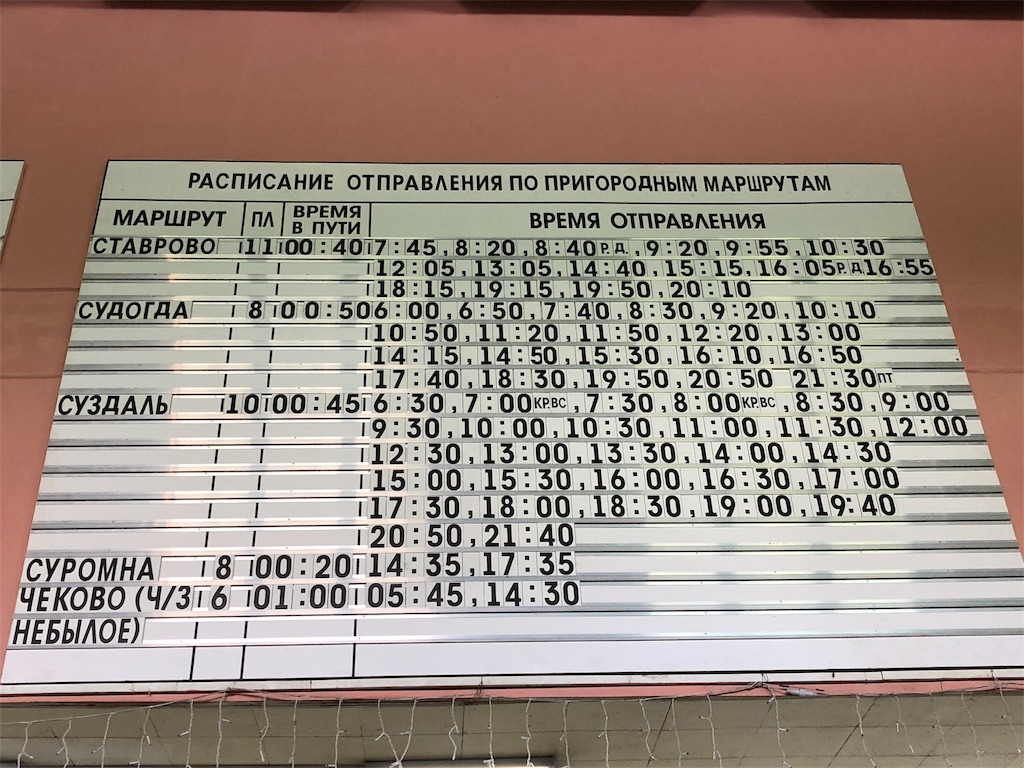 РАСПИСАНИЕ ОТПРАВЛЕНИЯ ПО ПРИГОРОДНЫМ МАРШРУТАМ
МАРШРУТ ПЛ ВРЕМЯ В ПУТИ ВРЕМЯ ОТПРАВЛЕНИЯ
СТАВРОВО 11 00:40 7:45, 8:20, 8:40 Р.Д., 9:20, 9:55, 10:30
12:05, 13:05, 14:40, 15:15, 16:05 Р.Д. 16:55
18:15, 19:15, 19:50, 20:10
СУДОГДА 8 00:50 6:00, 6:50, 7:40, 8:30, 9:20, 10:10
10:50, 11:20, 11:50, 12:20, 13:00
14:15, 14:50, 15:30, 16:10, 16:50
17:40, 18:30, 19:50, 20:50 21:30 ПТ
СУЗДАЛЬ 10 00:45 6:30, 7:00 КР.ВС, 7:30, 8:00 КР.ВС, 8:30, 9:00
9:30, 10:00, 10:30, 11:00, 11:30, 12:00
12:30, 13:00, 13:30, 14:00, 14:30
15:00, 15:30, 16:00, 16:30, 17:00
17:30, 18:00, 18:30, 19:00, 19:40
20:50, 21:40
СУРОМНА 8 00:20 14:35, 17:35
ЧЕКОВО (Ч/З 6 01:00 05:45, 14:30
НЕБЫЛОЕ)